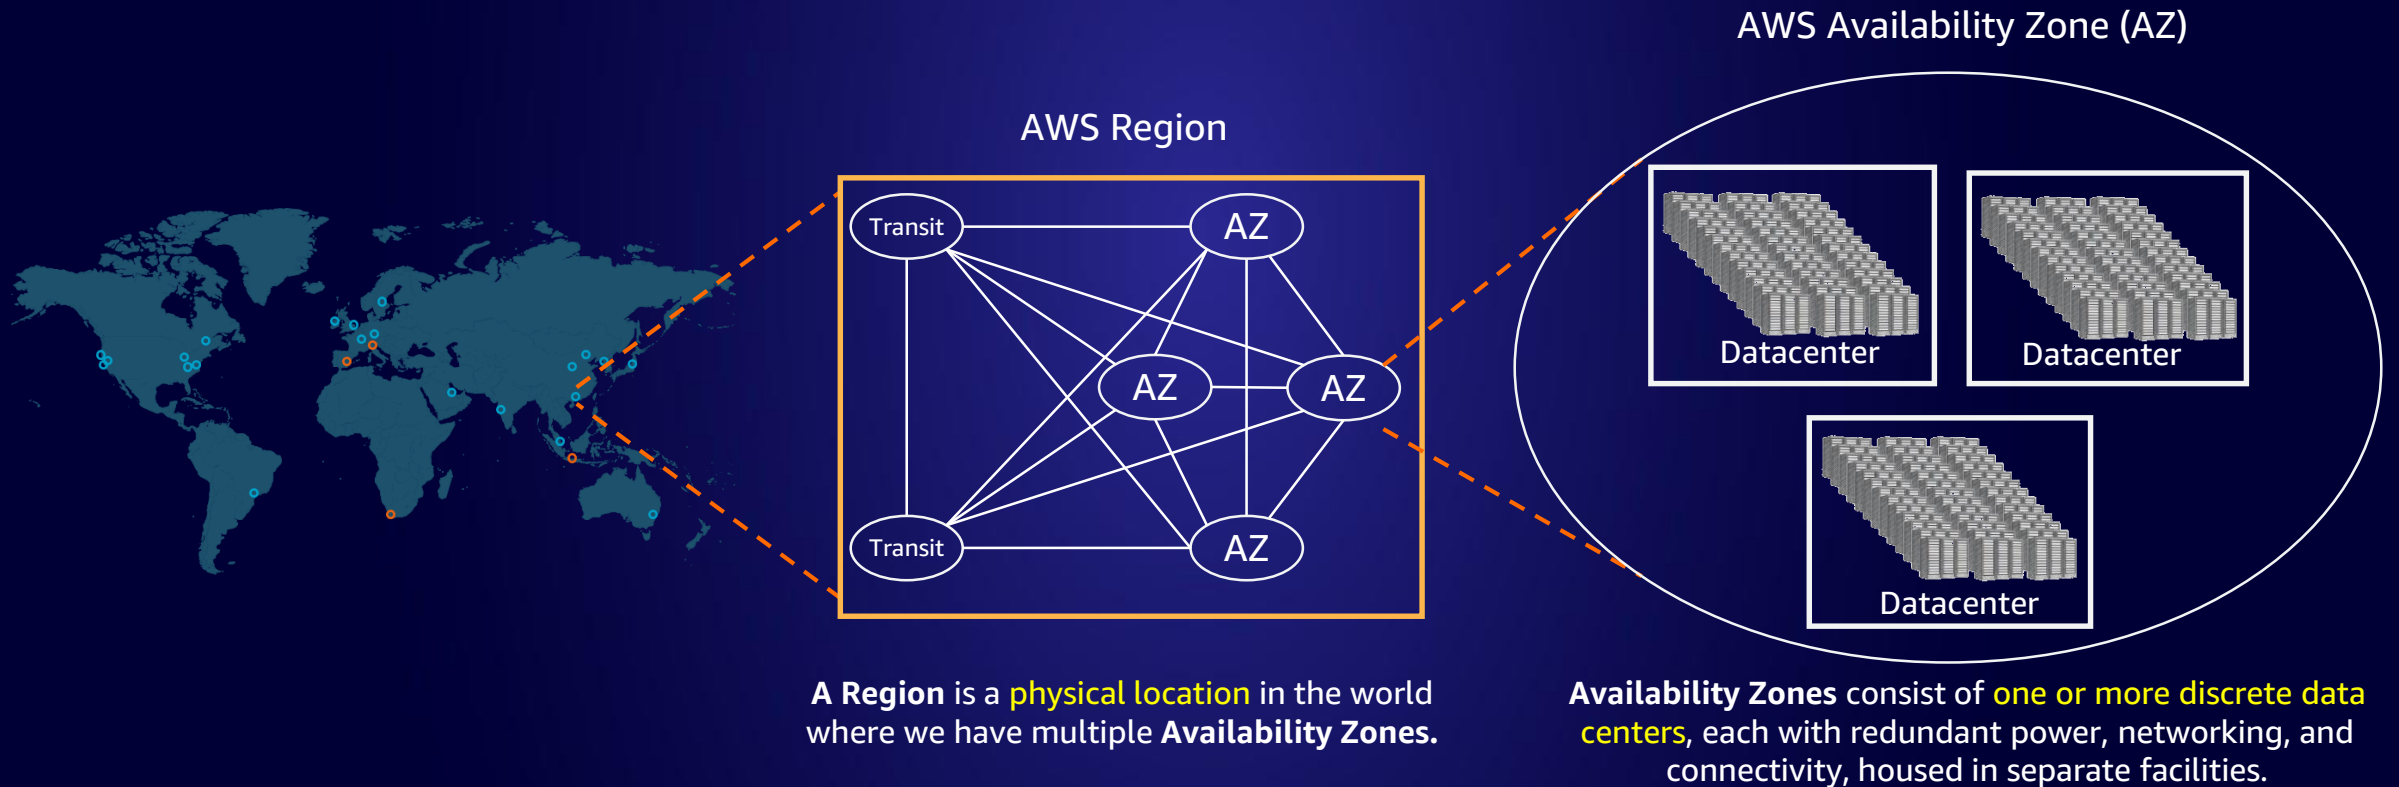 AWS Availability Zone (AZ)
AWS Region
Transit
AZ
AZ
AZ
Transit
AZ
Datacenter
Datacenter
Datacenter
A Region is a physical location in the world
where we have multiple Availability Zones.
Availability Zones consist of one or more discrete data
centers, each with redundant power, networking, and
connectivity, housed in separate facilities.